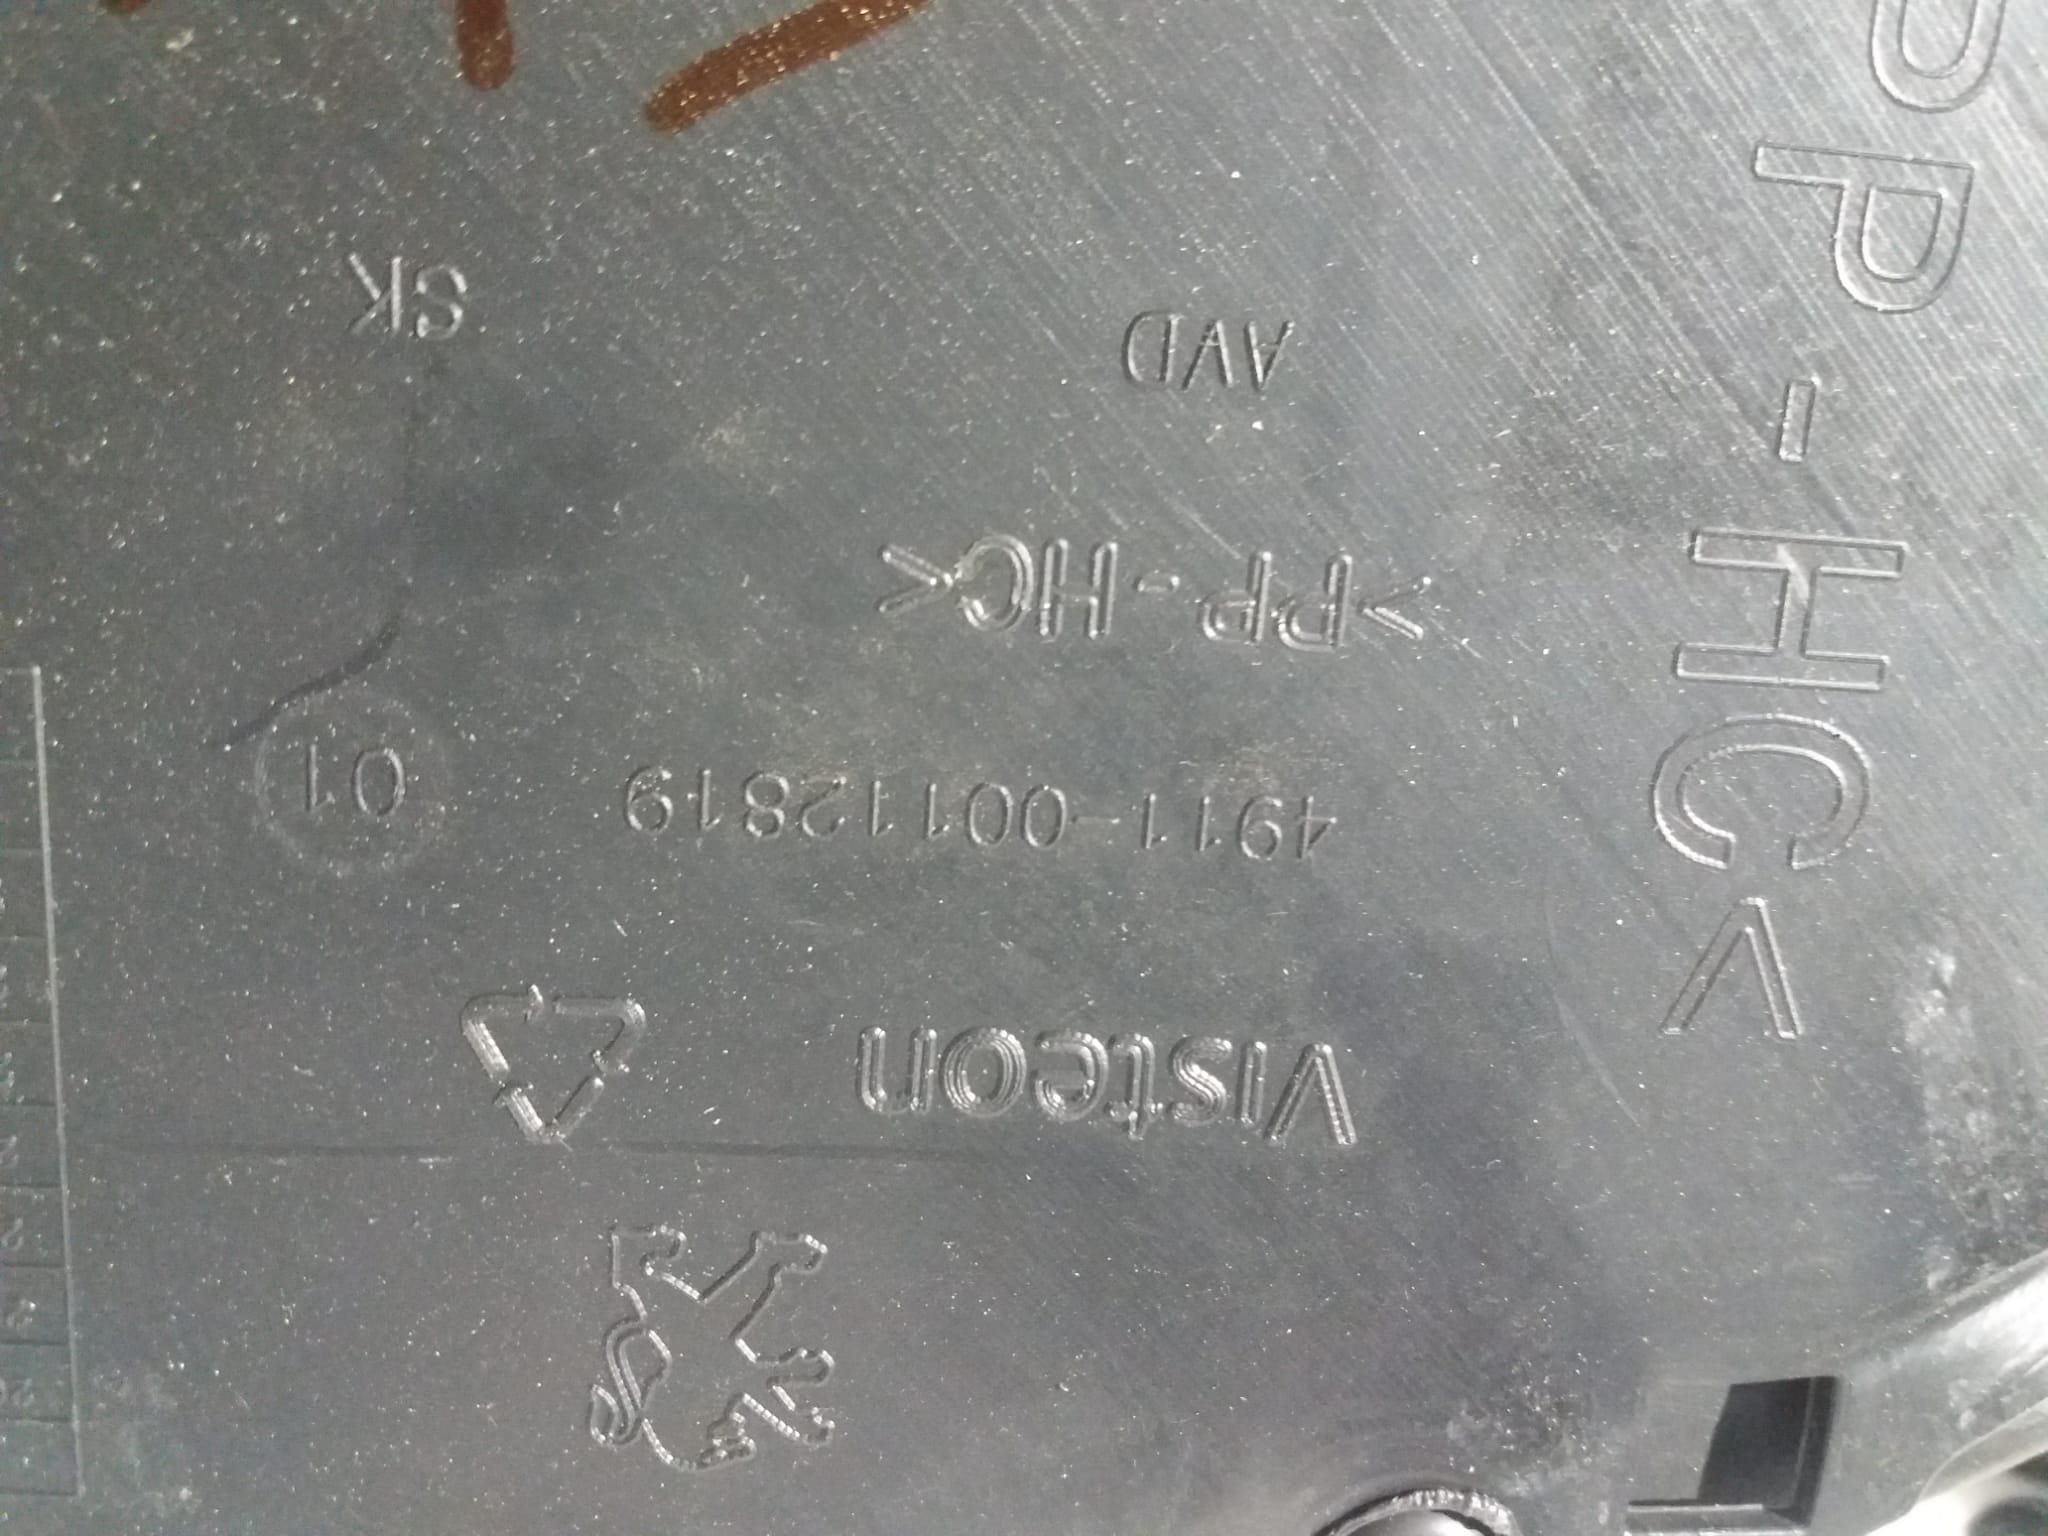 Visteon
4911-00112819
01
>PP-HC<
AVD
SK
PP-HC<